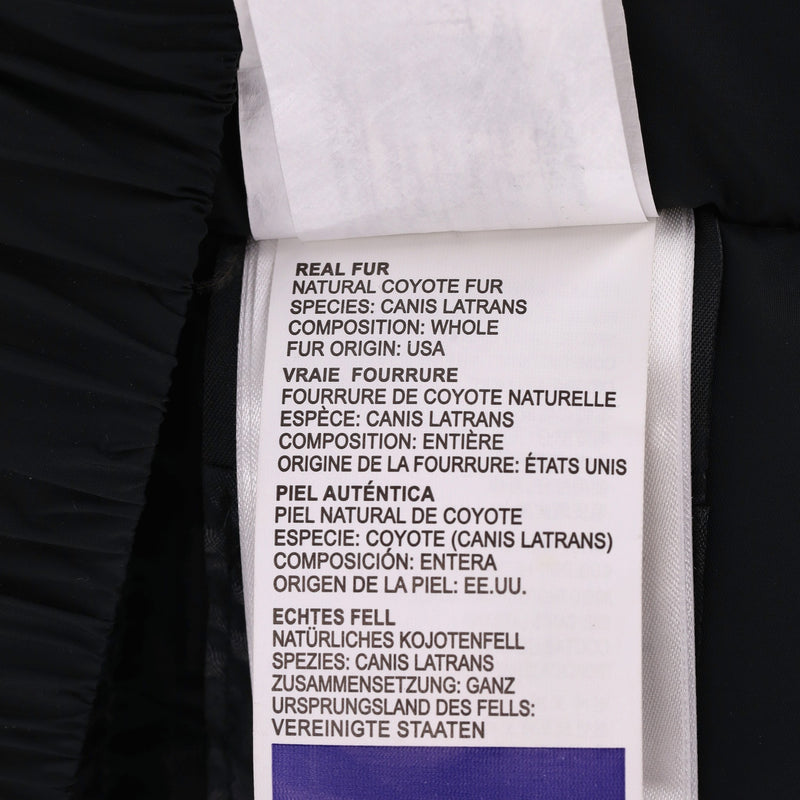 REAL FUR
NATURAL COYOTE FUR
SPECIES: CANIS LATRANS
COMPOSITION: WHOLE
FUR ORIGIN: USA
VRAIE FOURRURE
FOURRURE DE COYOTE NATURELLE
ESPÈCE: CANIS LATRANS
COMPOSITION: ENTIÈRE
ORIGINE DE LA FOURRURE: ÉTATS UNIS
PIEL AUTÉNTICA
PIEL NATURAL DE COYOTE
ESPECIE: COYOTE (CANIS LATRANS)
COMPOSICIÓN: ENTERA
ORIGEN DE LA PIEL: EE.UU.
ECHTES FELL
NATÜRLICHES KOJOTENFELL
SPEZIES: CANIS LATRANS
ZUSAMMENSETZUNG: GANZ
URSPRUNGSLAND DES FELLS:
VEREINIGTE STAATEN